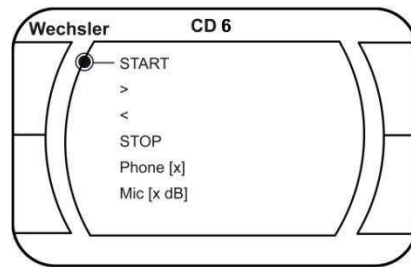 Wechsler CD 6
START
>
<
STOP
Phone [x]
Mic [x dB]